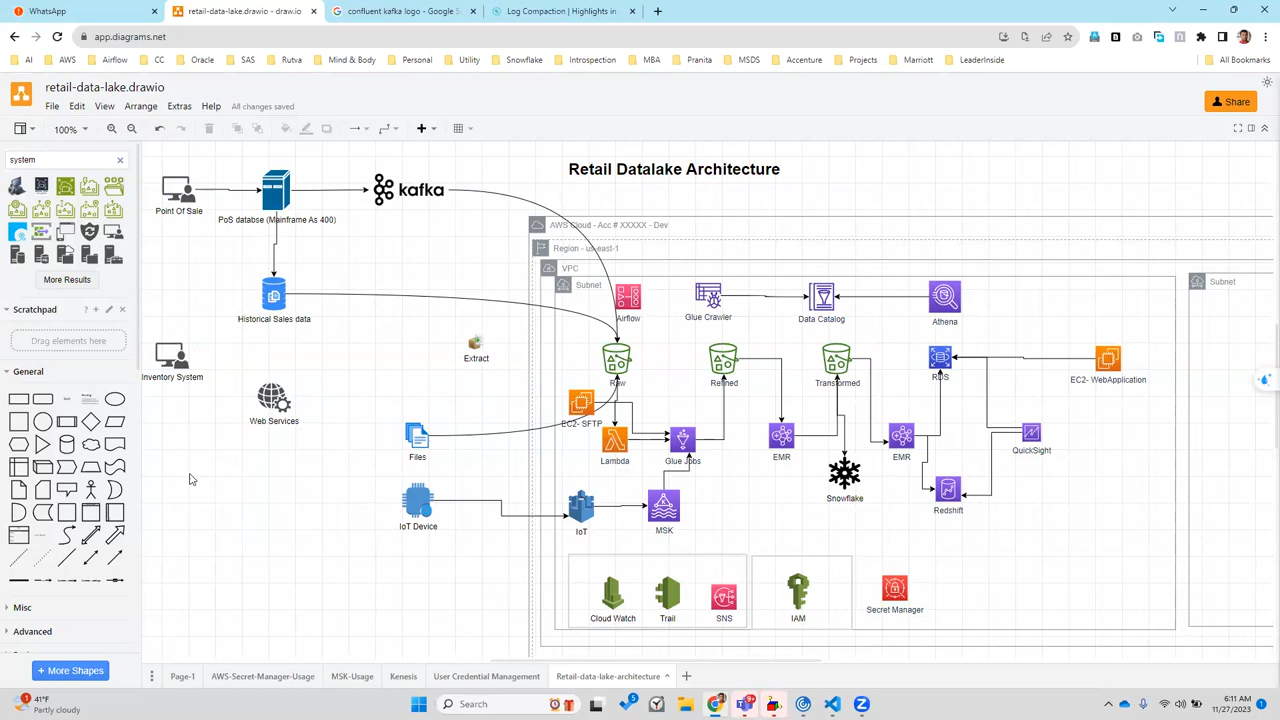 WhatsApp
retail-data-lake.drawio - draw.io
confluent kafka logo - Google S
Log Compaction | Highlights in
app.diagrams.net
AI
AWS
Airflow
CC
Oracle
SAS
Rutva
Mind & Body
Personal
Utility
Snowflake
Introspection
MBA
Pranita
MSDS
Accenture
Projects
Marriott
LeaderInside
All Bookmarks
retail-data-lake.drawio
File
Edit
View
Arrange
Extras
Help
All changes saved
Share
100%
system
More Results
Scratchpad
Drag elements here
General
Misc
Advanced
+ More Shapes
Retail Datalake Architecture
Point Of Sale
PoS databse (Mainframe As 400)
kafka
AWS Cloud - Acc # XXXXX - Dev
Region - us-east-1
VPC
Subnet
Subnet
Historical Sales data
Airflow
Glue Crawler
Data Catalog
Athena
Inventory System
Extract
Raw
Refined
Transformed
RDS
EC2- WebApplication
Web Services
EC2- SFTP
Files
Lambda
Glue Jobs
EMR
EMR
QuickSight
Snowflake
Redshift
IoT Device
IoT
MSK
Cloud Watch
Trail
SNS
IAM
Secret Manager
Page-1
AWS-Secret-Manager-Usage
MSK-Usage
Kenesis
User Credential Management
Retail-data-lake-architecture
41°F
Partly cloudy
Search
6:11 AM
11/27/2023